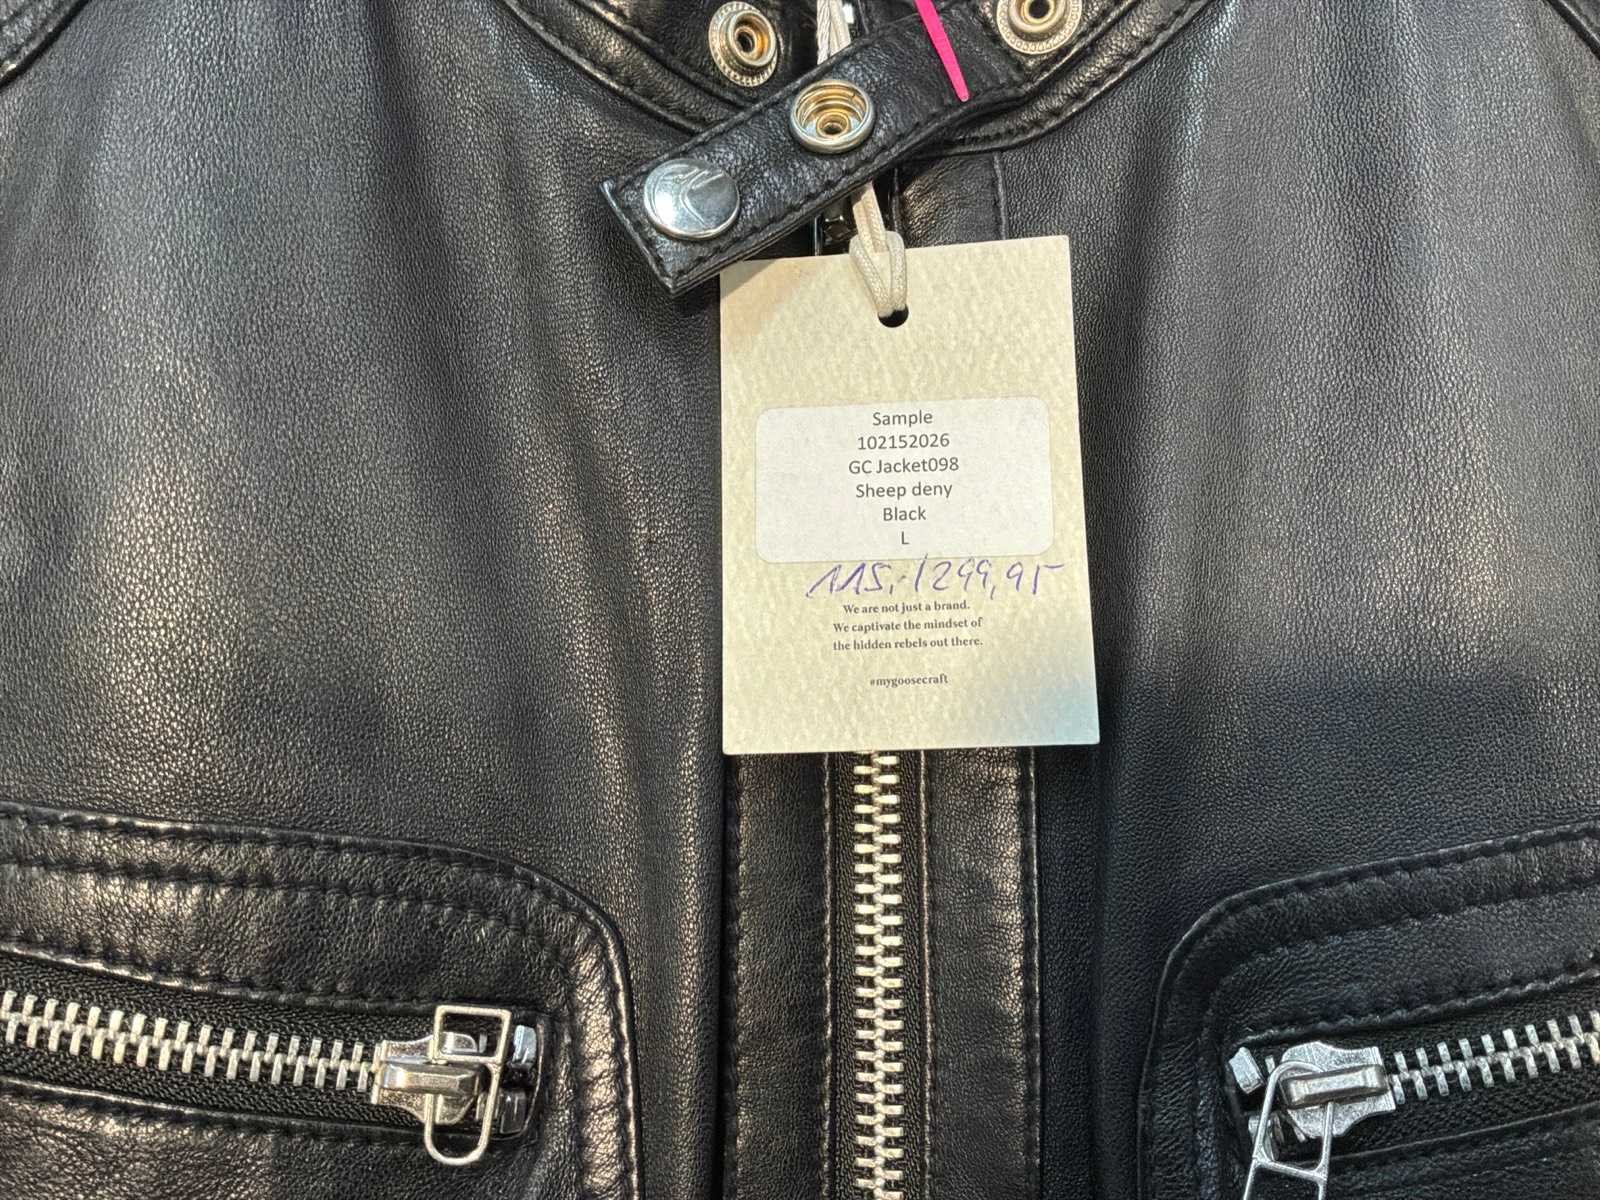 Sample
102152026
GC Jacket098
Sheep deny
Black
L
115,-/299,95
We are not just a brand.
We captivate the mindset of
the hidden rebels out there.
#mygoosecraft